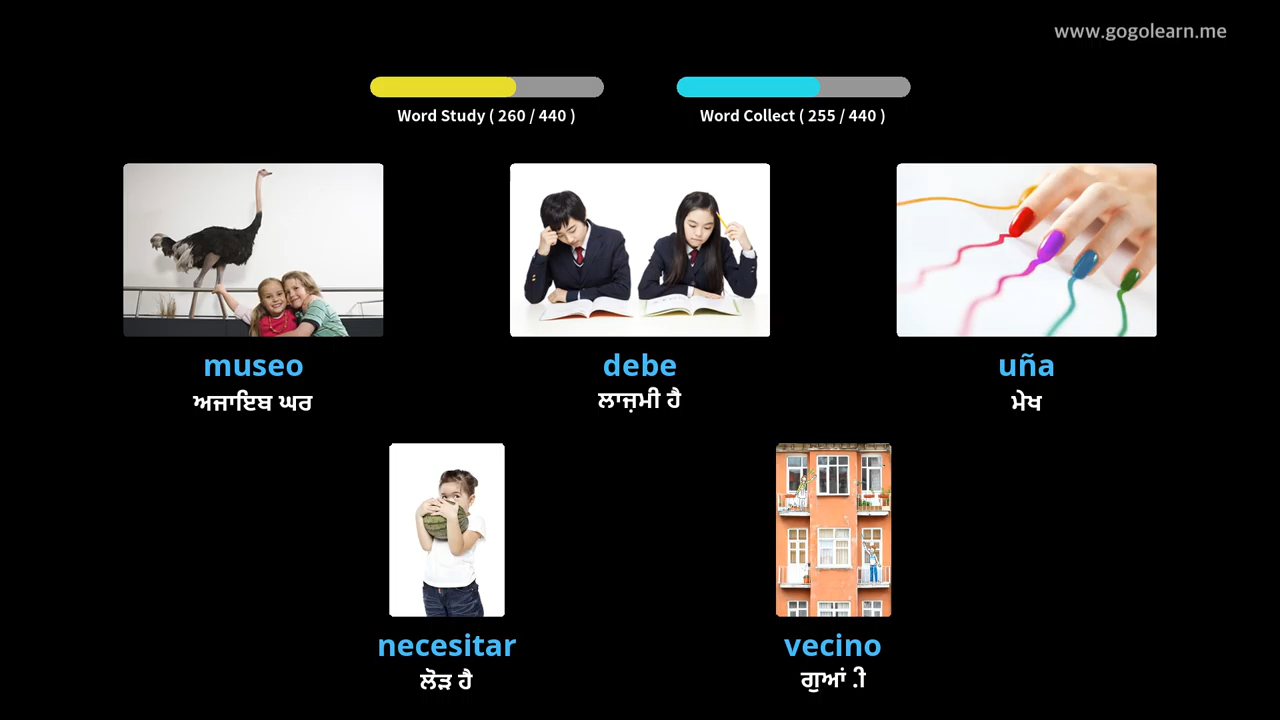 www.gogolearn.me
Word Study ( 260 / 440 )
Word Collect ( 255 / 440 )
museo
ਅਜਾਇਬ ਘਰ
debe
ਲਾਜ਼ਮੀ ਹੈ
uña
ਮੇਖ
necesitar
ਲੋੜ ਹੈ
vecino
ਗੁਆਂ .ੀ